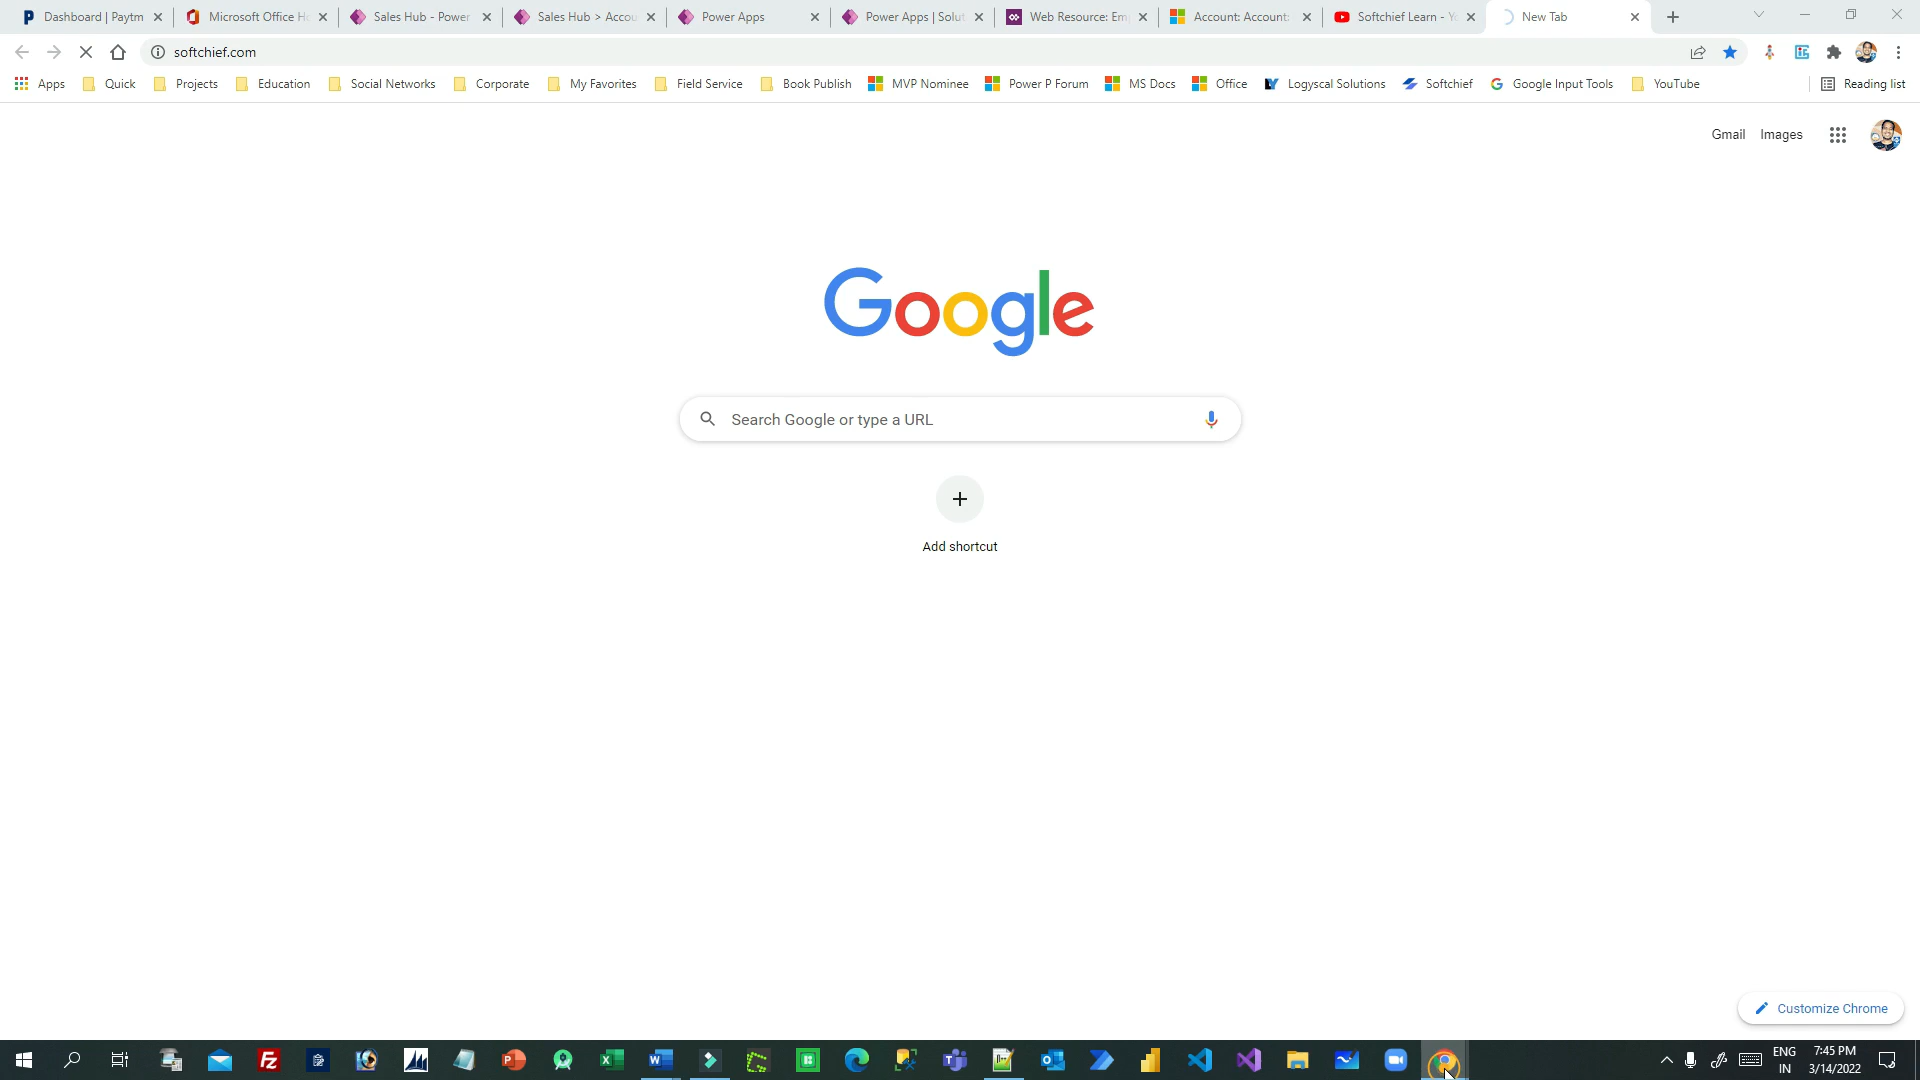 Dashboard | Paytm
Microsoft Office H
Sales Hub - Power
Sales Hub > Accou
Power Apps
Power Apps | Solut
Web Resource: Em
Account: Account:
Softchief Learn - Y
New Tab
softchief.com
Apps
Quick
Projects
Education
Social Networks
Corporate
My Favorites
Field Service
Book Publish
MVP Nominee
Power P Forum
MS Docs
Office
Logyscal Solutions
Softchief
Google Input Tools
YouTube
Reading list
Gmail
Images
Google
Search Google or type a URL
Add shortcut
Customize Chrome
ENG
IN
7:45 PM
3/14/2022